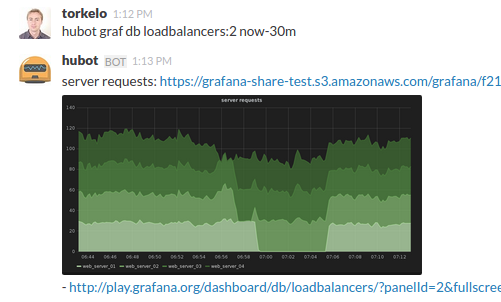 torkelo 1:12 PM
hubot graf db loadbalancers:2 now-30m
hubot BOT 1:13 PM
server requests: https://grafana-share-test.s3.amazonaws.com/grafana/f21
server requests
140
120
100
80
60
40
20
0
06:44 06:46 06:48 06:50 06:52 06:54 06:56 06:58 07:00 07:02 07:04 07:06 07:08 07:10 07:12
web_server_01 web_server_02 web_server_03 web_server_04
- http://play.grafana.org/dashboard/db/loadbalancers/?panelId=2&fullscree